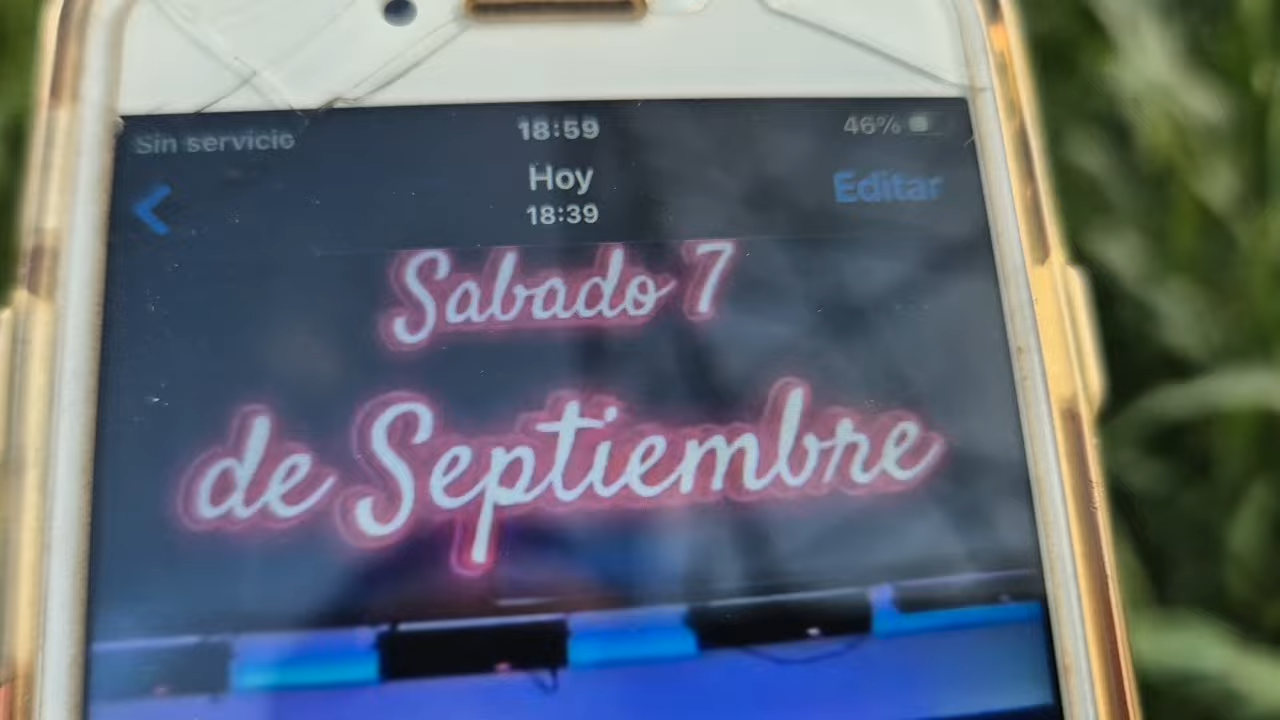 Sin servicio 18:59 46%
Hoy
18:39
Editar
Sabado 7
de Septiembre